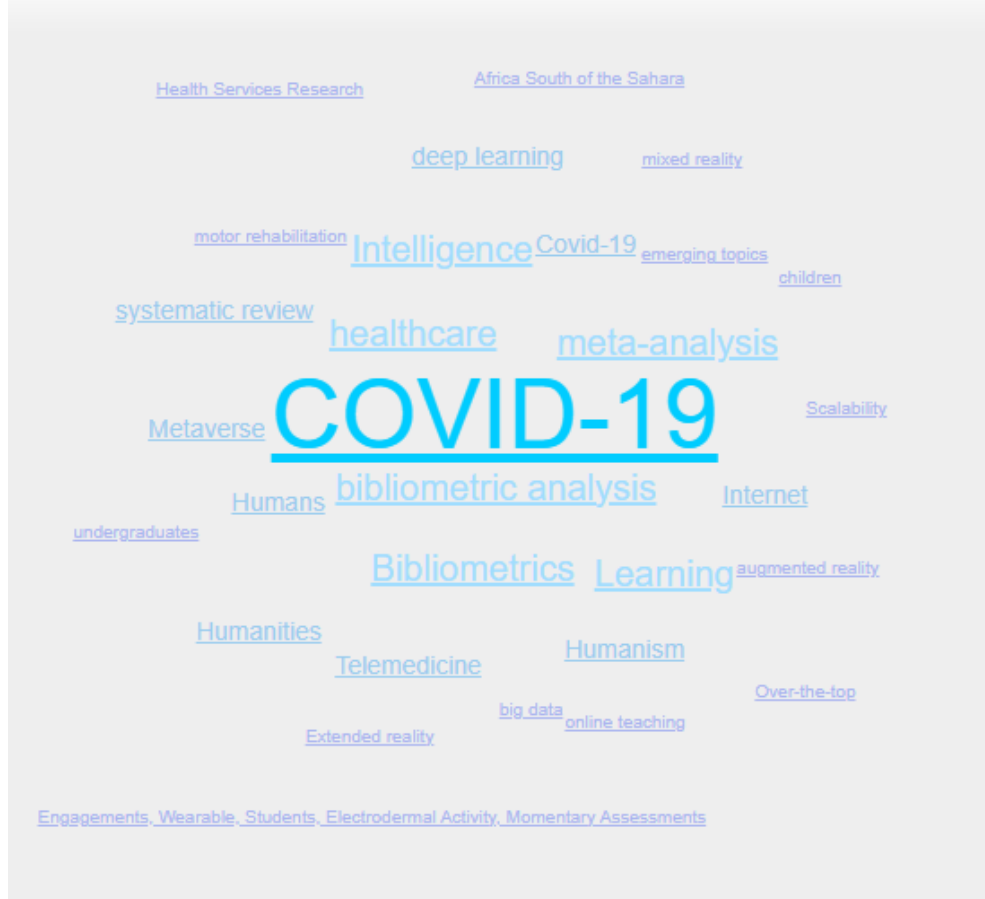 Africa South of the Sahara
Health Services Research
deep learning
mixed reality
motor rehabilitation
Intelligence
Covid-19
emerging topics
children
systematic review
healthcare
meta-analysis
COVID-19
Scalability
Metaverse
bibliometric analysis
Internet
Humans
undergraduates
Bibliometrics
Learning
augmented reality
Humanities
Humanism
Telemedicine
Over-the-top
big data
online teaching
Extended reality
Engagements, Wearable, Students, Electrodermal Activity, Momentary Assessments